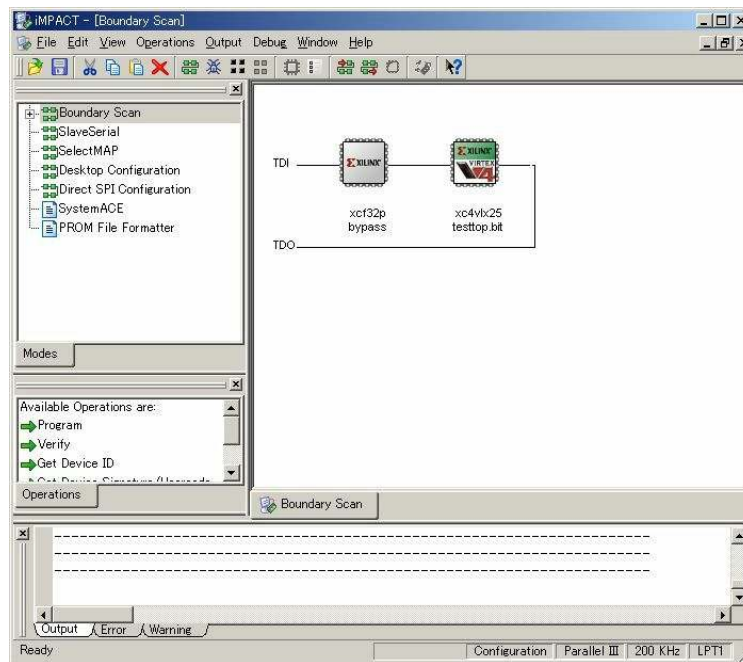 iMPACT - [Boundary Scan]
File Edit View Operations Output Debug Window Help
Boundary Scan
SlaveSerial
SelectMAP
Desktop Configuration
Direct SPI Configuration
SystemACE
PROM File Formatter
Modes
Available Operations are:
Program
Verify
Get Device ID
Operations
TDI
XILINX
XILINX
VIRTEX
4
xcf32p
bypass
xc4vlx25
testtop.bit
TDO
Boundary Scan
Output Error Warning
Ready
Configuration Parallel III 200 KHz LPT1